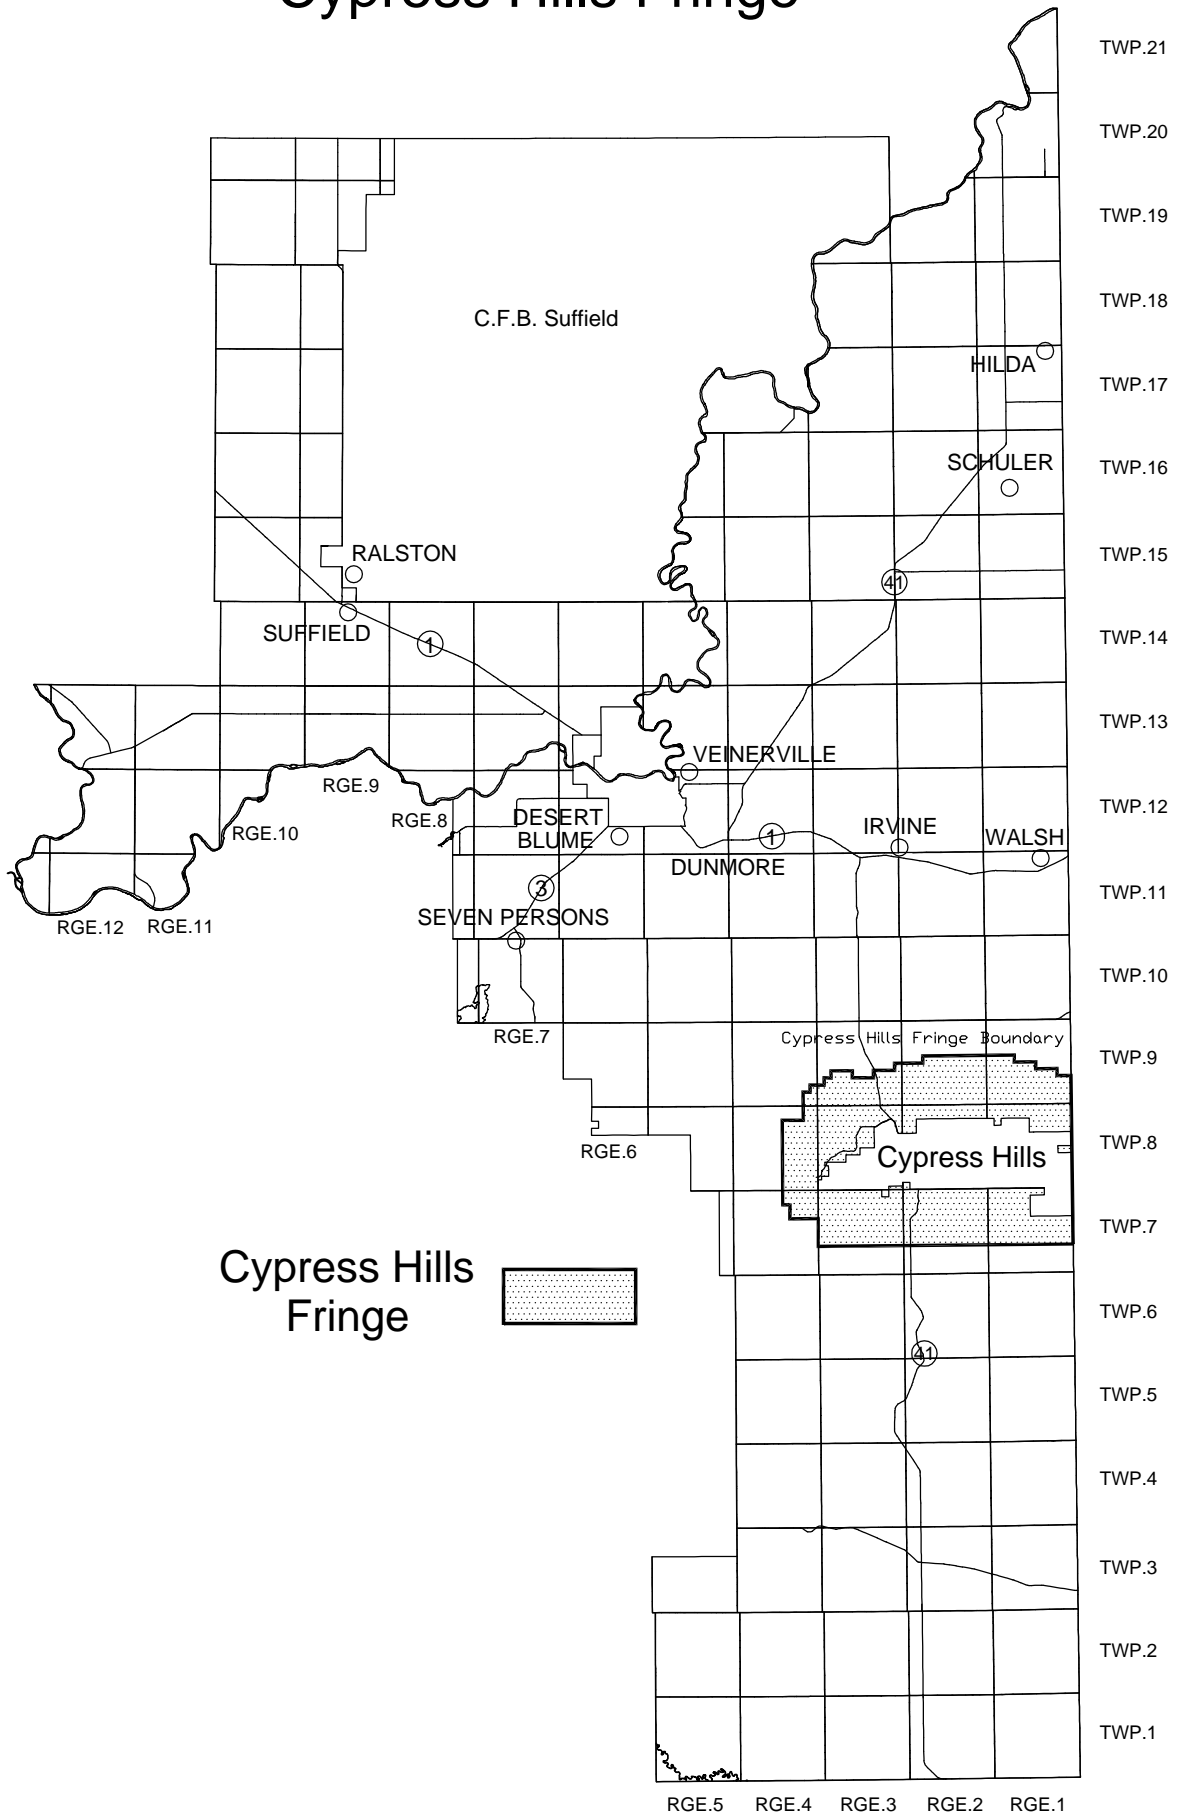 Cypress Hills Fringe
TWP.21
TWP.20
TWP.19
TWP.18
C.F.B. Suffield
HILDA
TWP.17
SCHULER
TWP.16
RALSTON
TWP.15
41
SUFFIELD
1
TWP.14
TWP.13
VEINERVILLE
RGE.9
TWP.12
RGE.8
DESERT
BLUME
RGE.10
1
IRVINE
WALSH
DUNMORE
3
TWP.11
SEVEN PERSONS
RGE.12
RGE.11
TWP.10
RGE.7
Cypress Hills Fringe Boundary
TWP.9
RGE.6
TWP.8
Cypress Hills
TWP.7
Cypress Hills
Fringe
TWP.6
41
TWP.5
TWP.4
TWP.3
TWP.2
TWP.1
RGE.5
RGE.4
RGE.3
RGE.2
RGE.1